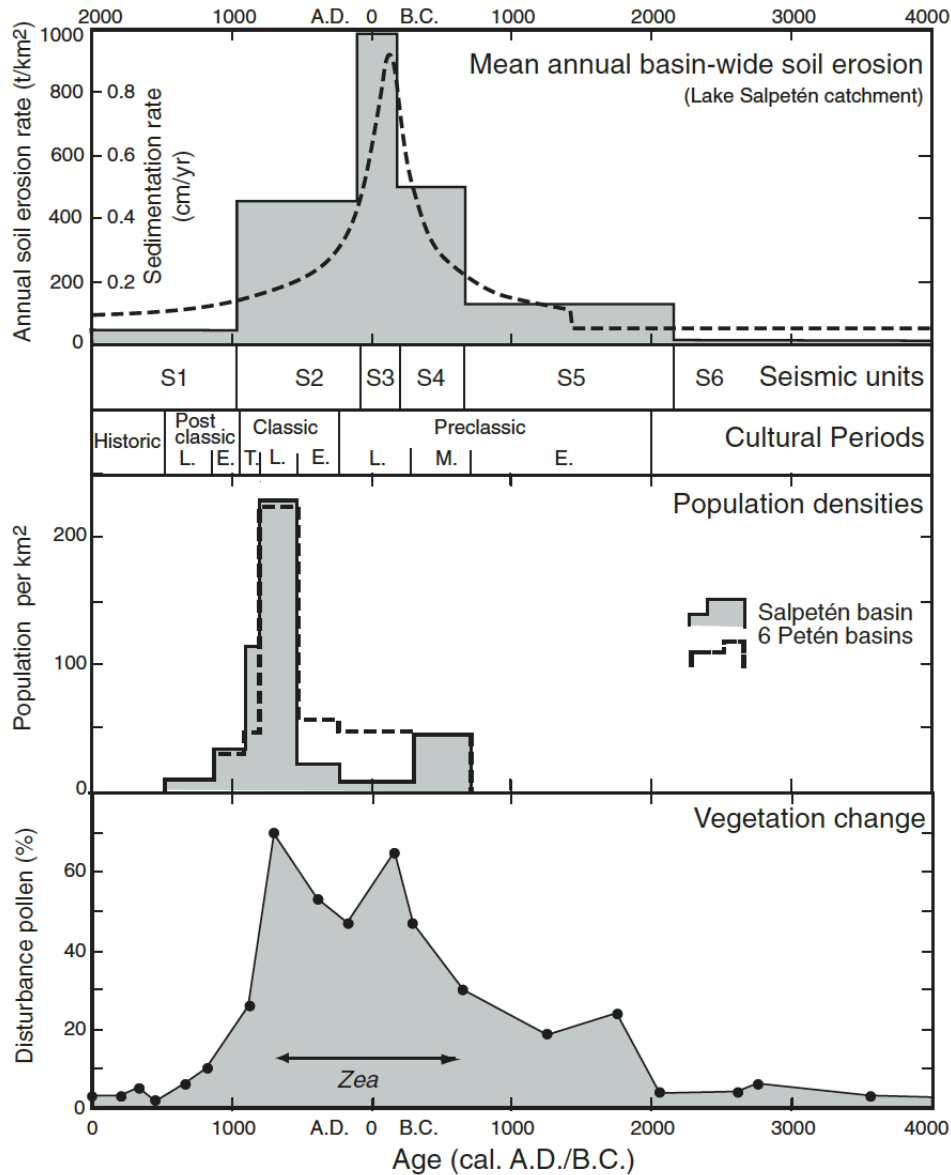 2000 1000 A.D. 0 B.C. 1000 2000 3000 4000
Mean annual basin-wide soil erosion
(Lake Salpetén catchment)
Annual soil erosion rate (t/km2)
1000
800
600
400
200
0
Sedimentation rate
(cm/yr)
0.8
0.6
0.4
0.2
S1 S2 S3 S4 S5 S6 Seismic units
Historic Post classic Classic Preclassic Cultural Periods
L. E. T. L. E. L. M. E.
Population densities
Population per km2
200
100
0
Salpetén basin
6 Petén basins
Vegetation change
Disturbance pollen (%)
60
40
20
0
Zea
0 1000 A.D. 0 B.C. 1000 2000 3000 4000
Age (cal. A.D./B.C.)